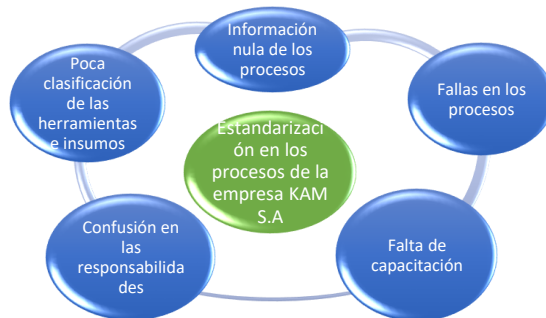 Información
nula de los
procesos
Fallas en los
procesos
Falta de
capacitación
Confusión en
las
responsabilida
des
Poca
clasificación
de las
herramientas
e insumos
Estandarizaci
ón en los
procesos de la
empresa KAM
S.A